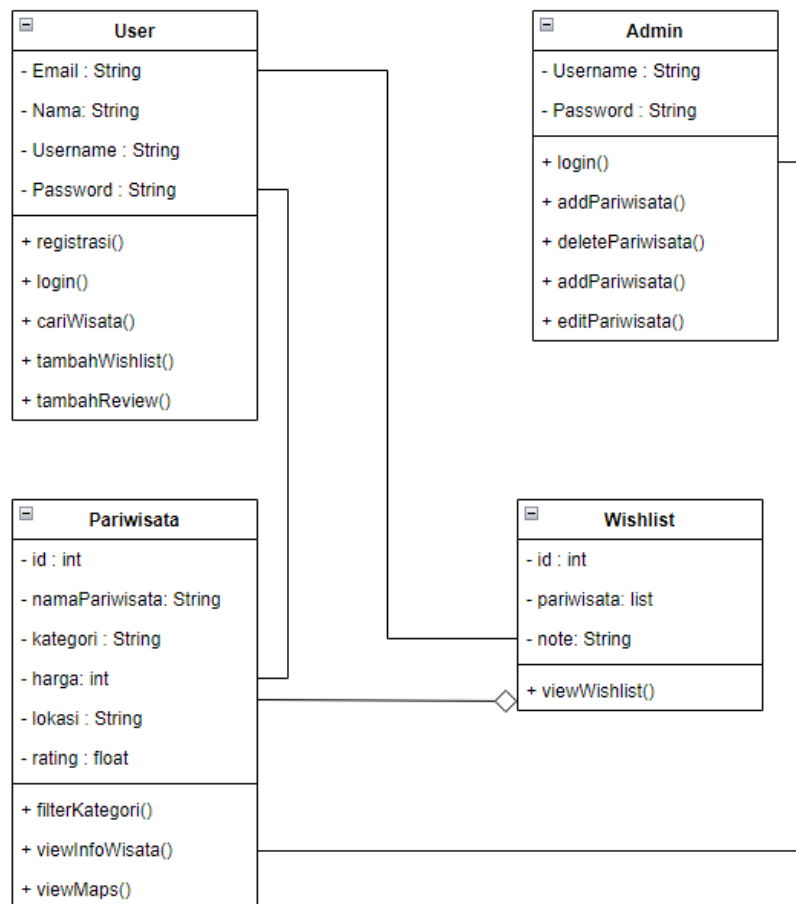 User
- Email : String
- Nama: String
- Username : String
- Password : String
+ registrasi()
+ login()
+ cariWisata()
+ tambahWishlist()
+ tambahReview()
Admin
- Username : String
- Password : String
+ login()
+ addPariwisata()
+ deletePariwisata()
+ addPariwisata()
+ editPariwisata()
Pariwisata
- id : int
- namaPariwisata: String
- kategori : String
- harga: int
- lokasi : String
- rating : float
+ filterKategori()
+ viewInfoWisata()
+ viewMaps()
Wishlist
- id : int
- pariwisata: list
- note: String
+ viewWishlist()